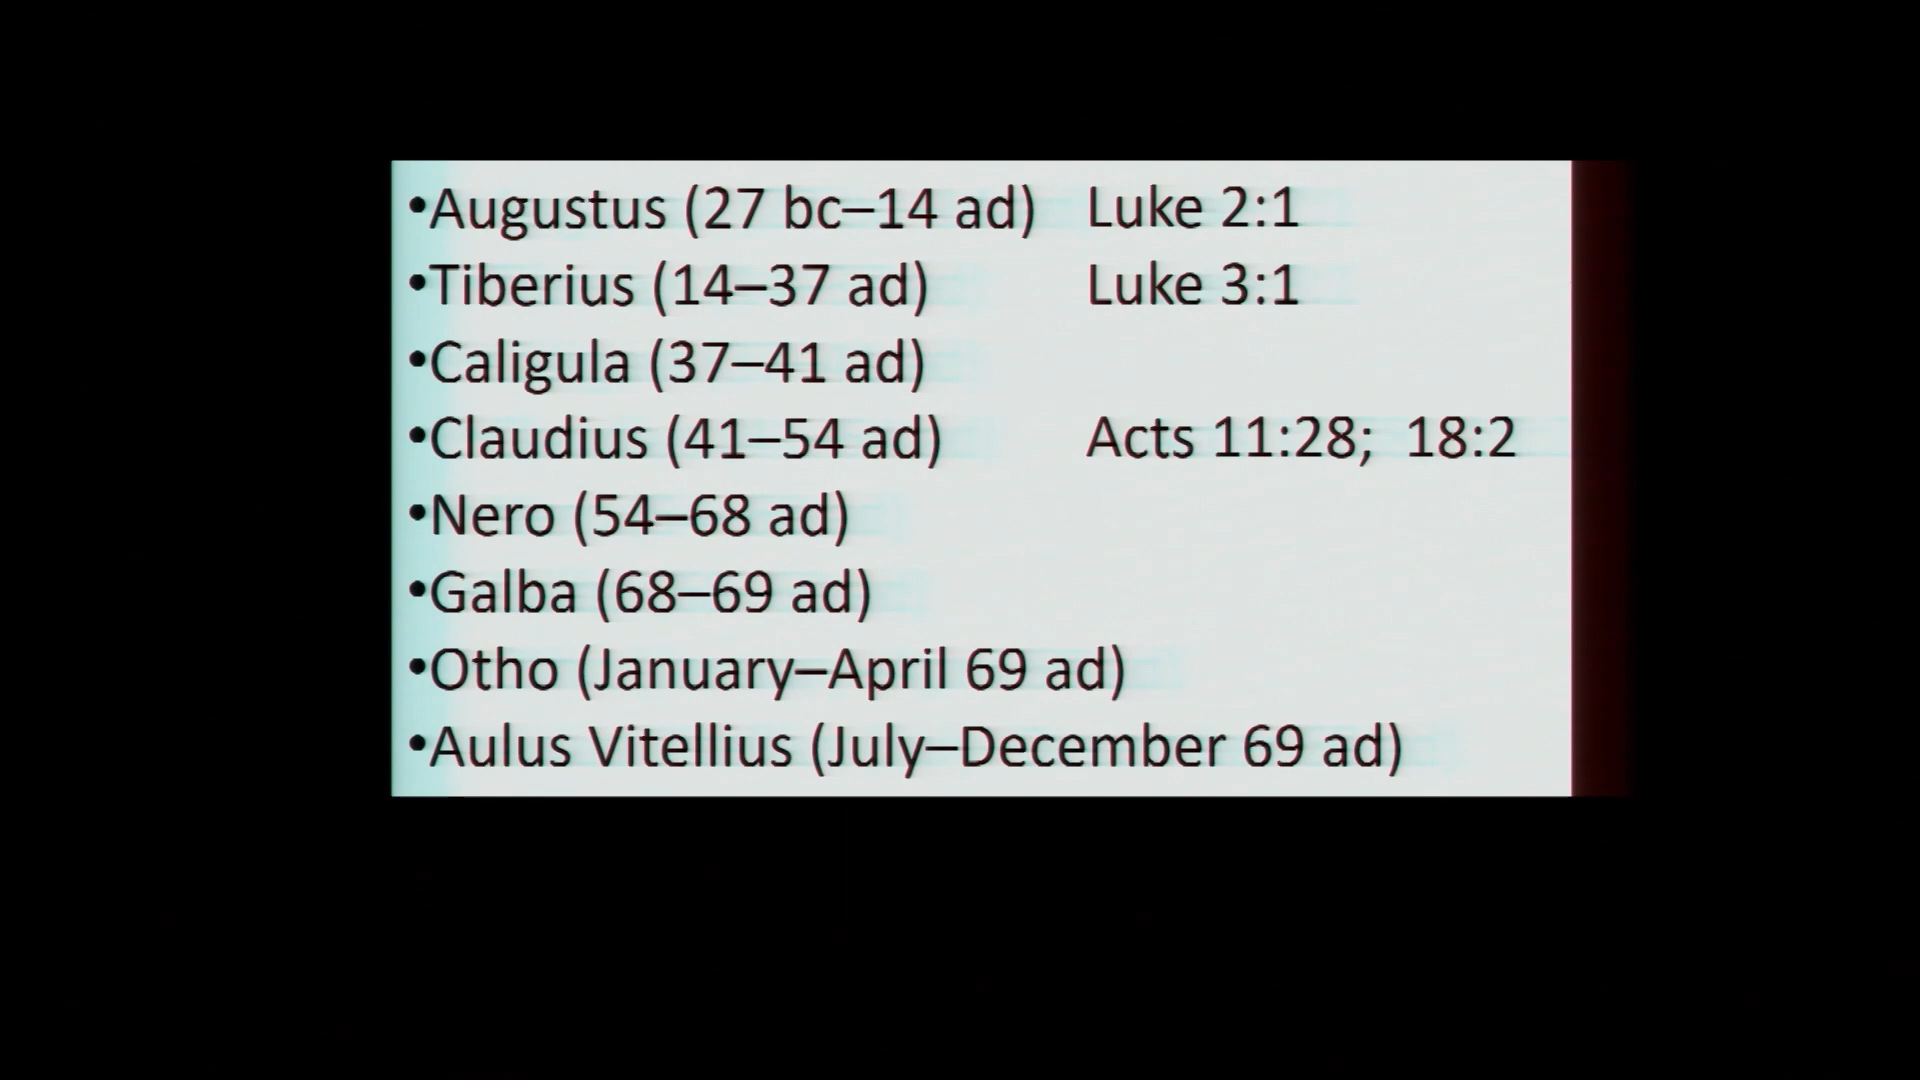 •Augustus (27 bc–14 ad) Luke 2:1
•Tiberius (14–37 ad) Luke 3:1
•Caligula (37–41 ad)
•Claudius (41–54 ad) Acts 11:28; 18:2
•Nero (54–68 ad)
•Galba (68–69 ad)
•Otho (January–April 69 ad)
•Aulus Vitellius (July–December 69 ad)